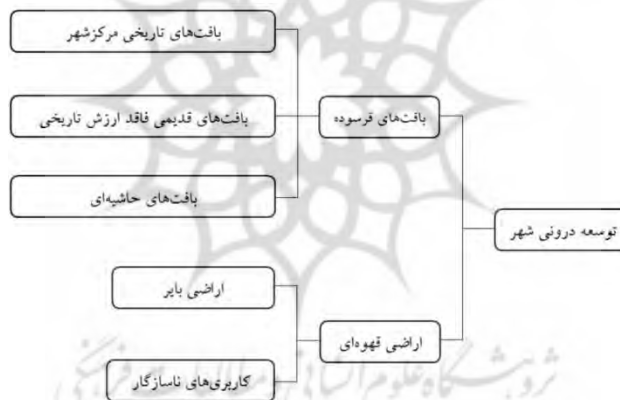 توسعه درونی شهر
بافت‌های فرسوده
بافت‌های تاریخی مرکزشهر
بافت‌های قدیمی فاقد ارزش تاریخی
بافت‌های حاشیه‌ای
اراضی قهوه‌ای
اراضی بایر
کاربری‌های ناسازگار